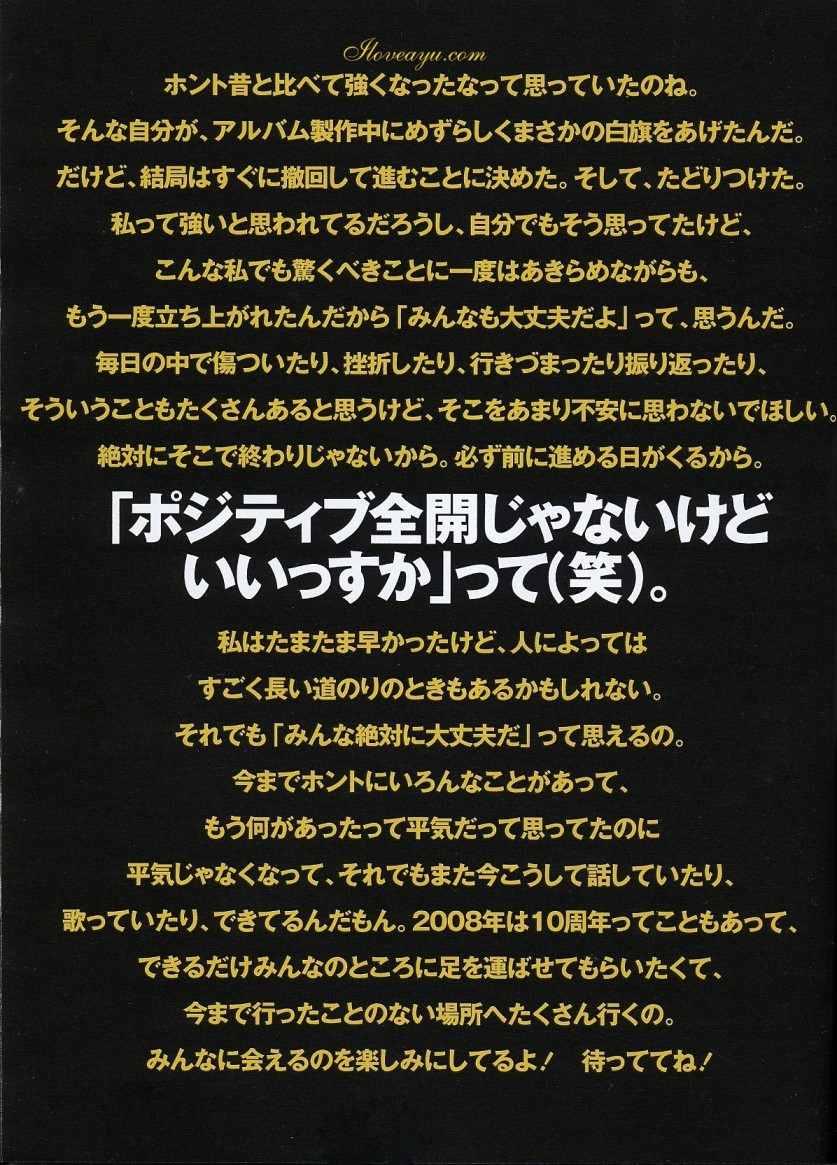 Iloveayu.com
ホント昔と比べて強くなったなって思っていたのね。
そんな自分が、アルバム製作中にめずらしくまさかの白旗をあげたんだ。
だけど、結局はすぐに撤回して進むことに決めた。そして、たどりつけた。
私って強いと思われてるだろうし、自分でもそう思ってたけど、
こんな私でも驚くべきことに一度はあきらめながらも、
もう一度立ち上がれたんだから「みんなも大丈夫だよ」って、思うんだ。
毎日の中で傷ついたり、挫折したり、行きづまったり振り返ったり、
そういうこともたくさんあると思うけど、そこをあまり不安に思わないでほしい。
絶対にそこで終わりじゃないから。必ず前に進める日がくるから。
「ポジティブ全開じゃないけど
いいっすか」って(笑)。
私はたまたま早かったけど、人によっては
すごく長い道のりのときもあるかもしれない。
それでも「みんな絶対に大丈夫だ」って思えるの。
今までホントにいろんなことがあって、
もう何があったって平気だって思ってたのに
平気じゃなくなって、それでもまた今こうして話していたり、
歌っていたり、できてるんだもん。2008年は10周年ってこともあって、
できるだけみんなのところに足を運ばせてもらいたくて、
今まで行ったことのない場所へたくさん行くの。
みんなに会えるのを楽しみにしてるよ! 待っててね!